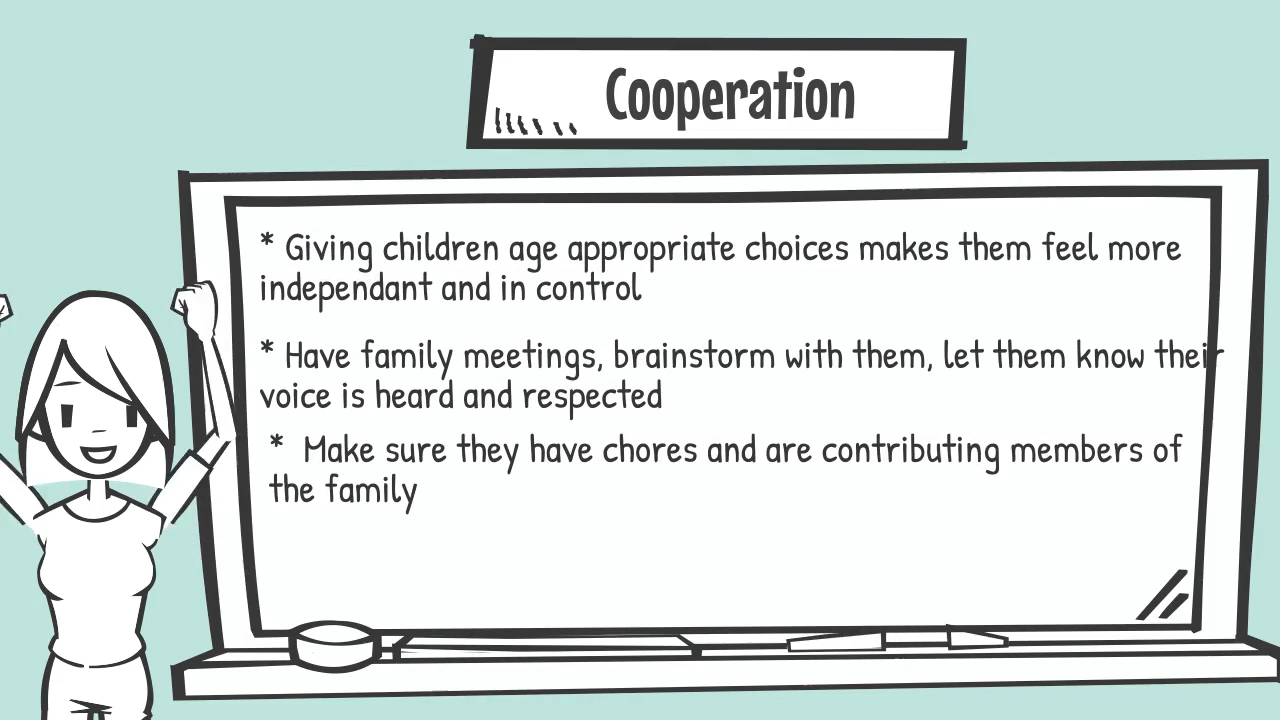 Cooperation
* Giving children age appropriate choices makes them feel more
independant and in control
* Have family meetings, brainstorm with them, let them know their
voice is heard and respected
* Make sure they have chores and are contributing members of
the family